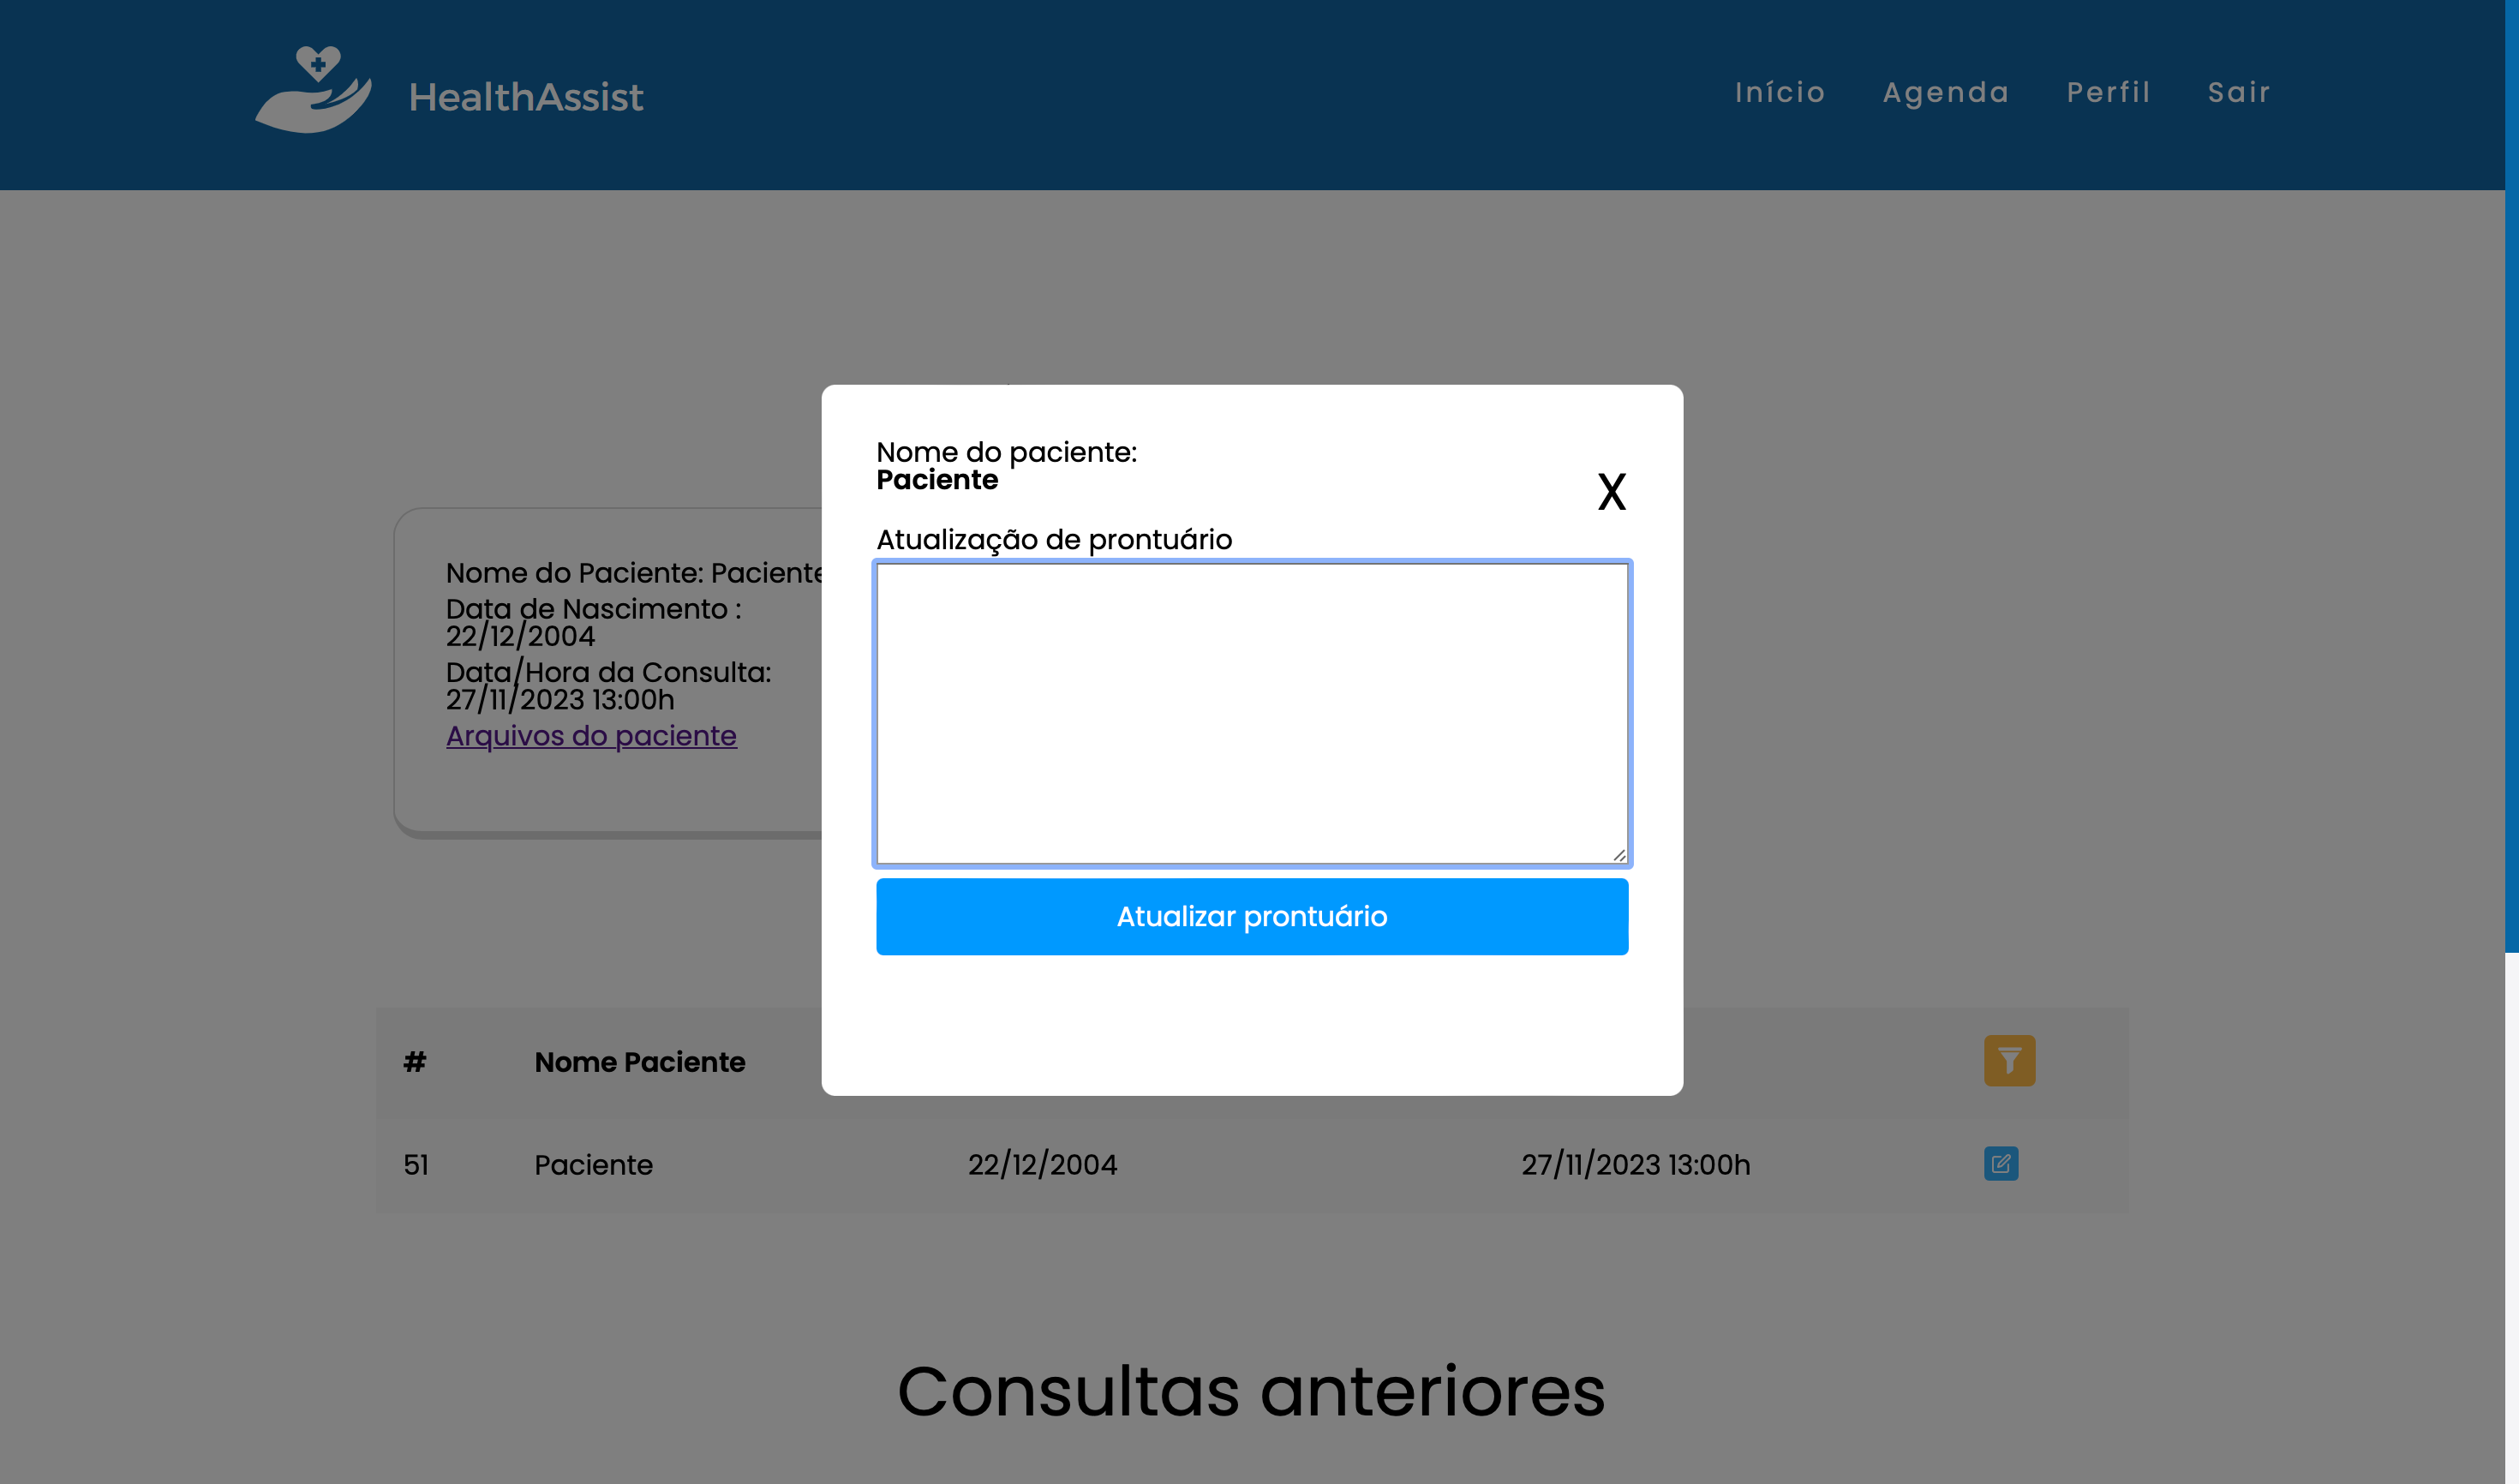 HealthAssist
Início Agenda Perfil Sair
Nome do paciente:
Paciente
X
Atualização de prontuário
Atualizar prontuário
Nome do Paciente: Paciente
Data de Nascimento :
22/12/2004
Data/Hora da Consulta:
27/11/2023 13:00h
Arquivos do paciente
# Nome Paciente
51 Paciente 22/12/2004 27/11/2023 13:00h
Consultas anteriores